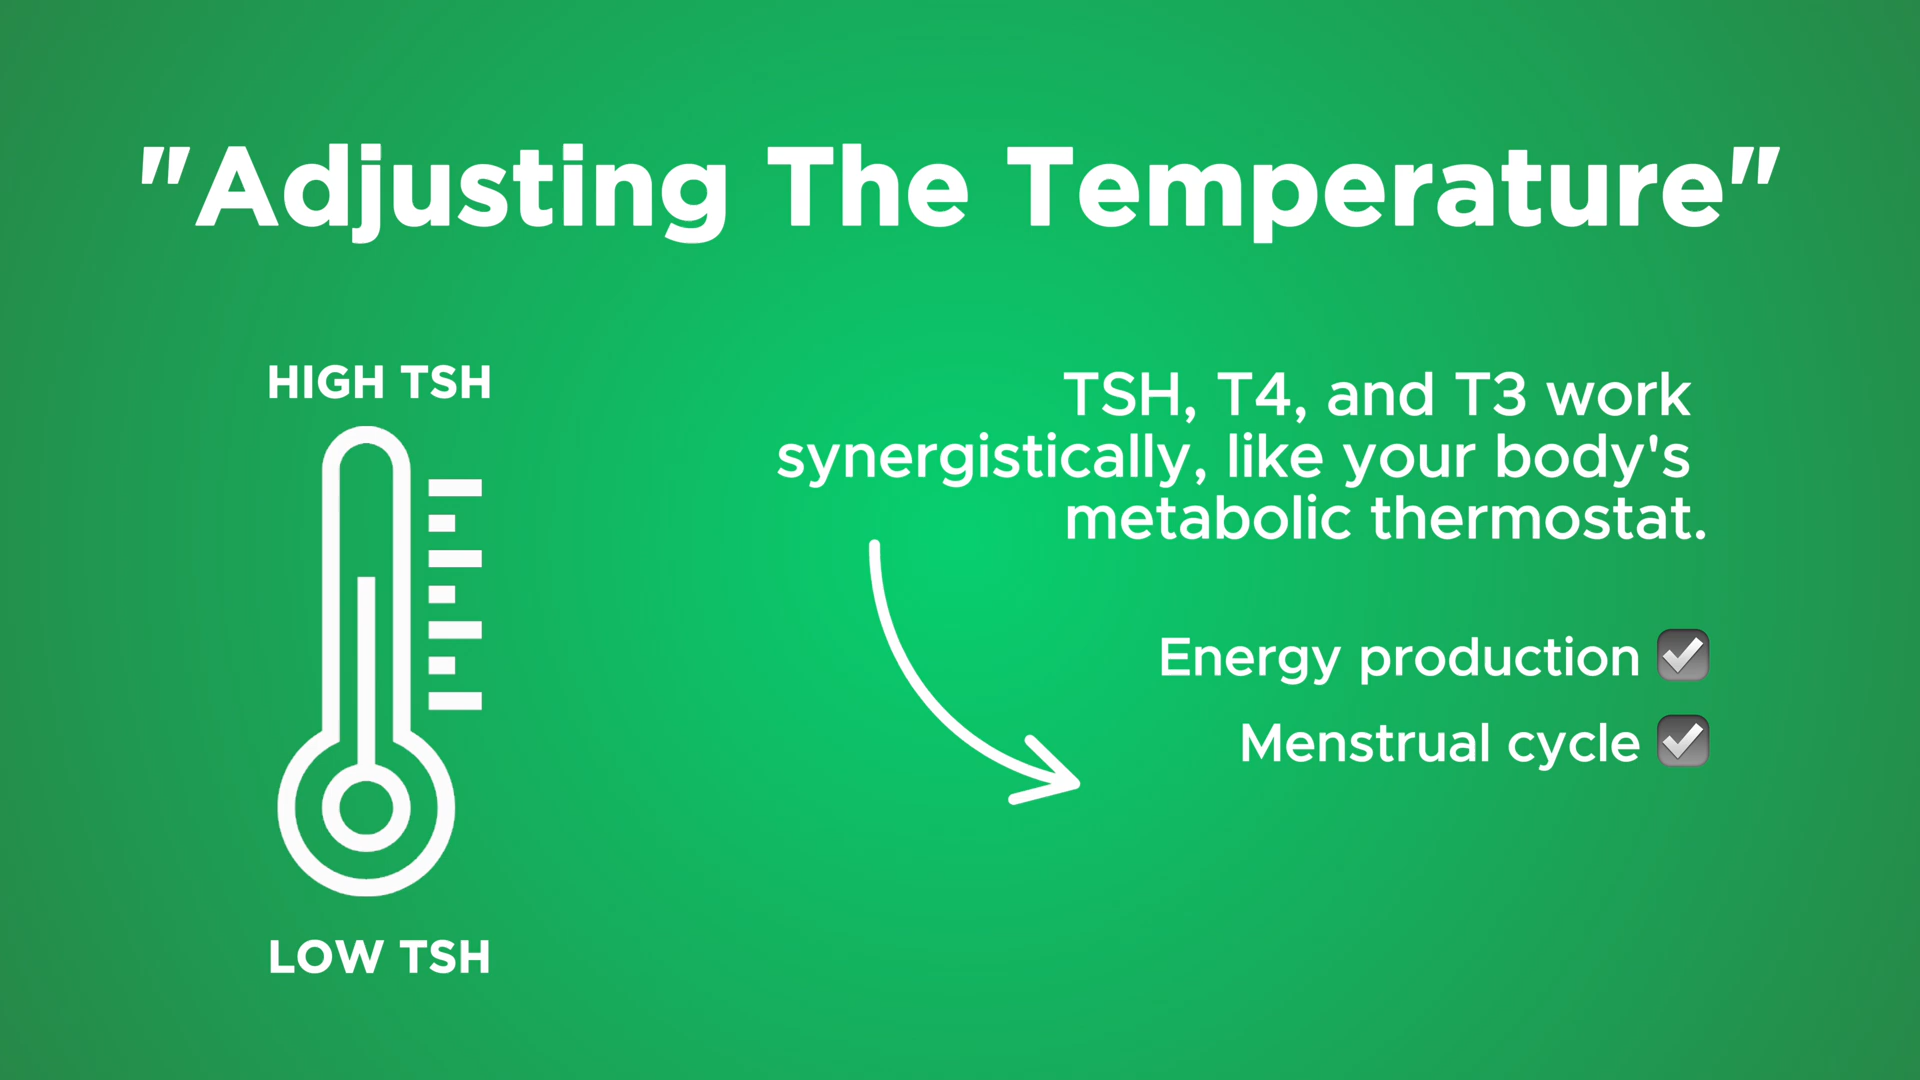 "Adjusting The Temperature"
HIGH TSH
LOW TSH
TSH, T4, and T3 work
synergistically, like your body's
metabolic thermostat.
Energy production
Menstrual cycle